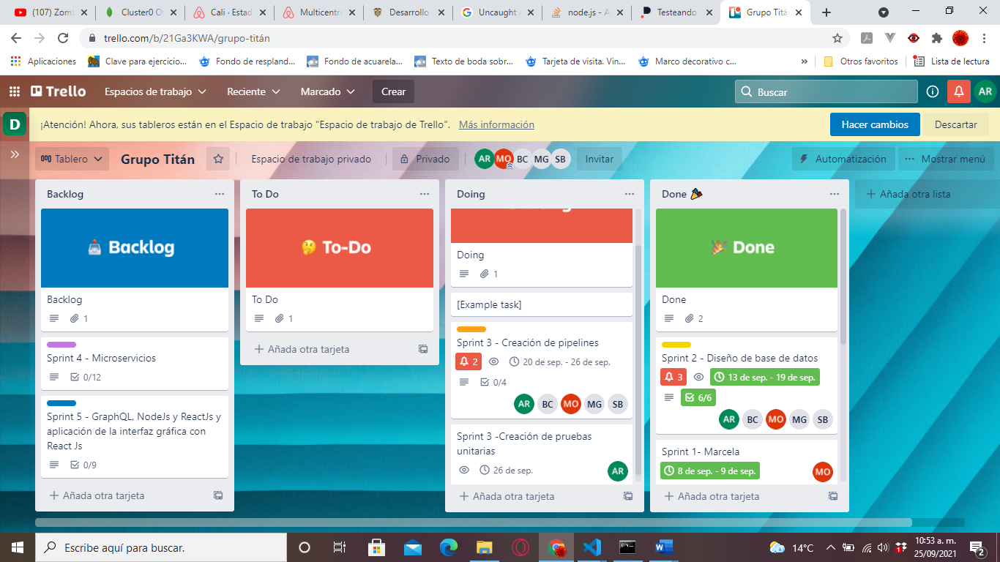 (107) Zomb
Cluster0 O
Cali · Estad
Multicentr
Desarrollo
Uncaught
node.js - A
Testeando
Grupo Titá
trello.com/b/21Ga3KWA/grupo-titán
Aplicaciones
Clave para ejercicio...
Fondo de respland...
Fondo de acuarela...
Texto de boda sobr...
Tarjeta de visita. Vin...
Marco decorativo c...
»
Otros favoritos
Lista de lectura
Trello
Espacios de trabajo
Reciente
Marcado
Crear
Buscar
AR
D
¡Atención! Ahora, sus tableros están en el Espacio de trabajo "Espacio de trabajo de Trello". Más información
Hacer cambios
Descartar
Tablero
Grupo Titán
Espacio de trabajo privado
Privado
AR MO BC MG SB
Invitar
Automatización
Mostrar menú
Backlog
Backlog
Backlog
1
Sprint 4 - Microservicios
0/12
Sprint 5 - GraphQL, NodeJs y ReactJs y
aplicación de la interfaz gráfica con
React Js
0/9
+ Añada otra tarjeta
To Do
To-Do
To Do
1
+ Añada otra tarjeta
Doing
Doing
1
[Example task]
Sprint 3 - Creación de pipelines
2
20 de sep. - 26 de sep.
0/4
AR BC MO MG SB
Sprint 3 -Creación de pruebas
unitarias
26 de sep.
AR
+ Añada otra tarjeta
Done
Done
Done
2
Sprint 2 - Diseño de base de datos
3
13 de sep. - 19 de sep.
6/6
AR BC MO MG SB
Sprint 1- Marcela
8 de sep. - 9 de sep.
MO
+ Añada otra tarjeta
+ Añada otra lista
Escribe aquí para buscar.
14°C
10:53 a. m.
25/09/2021
2